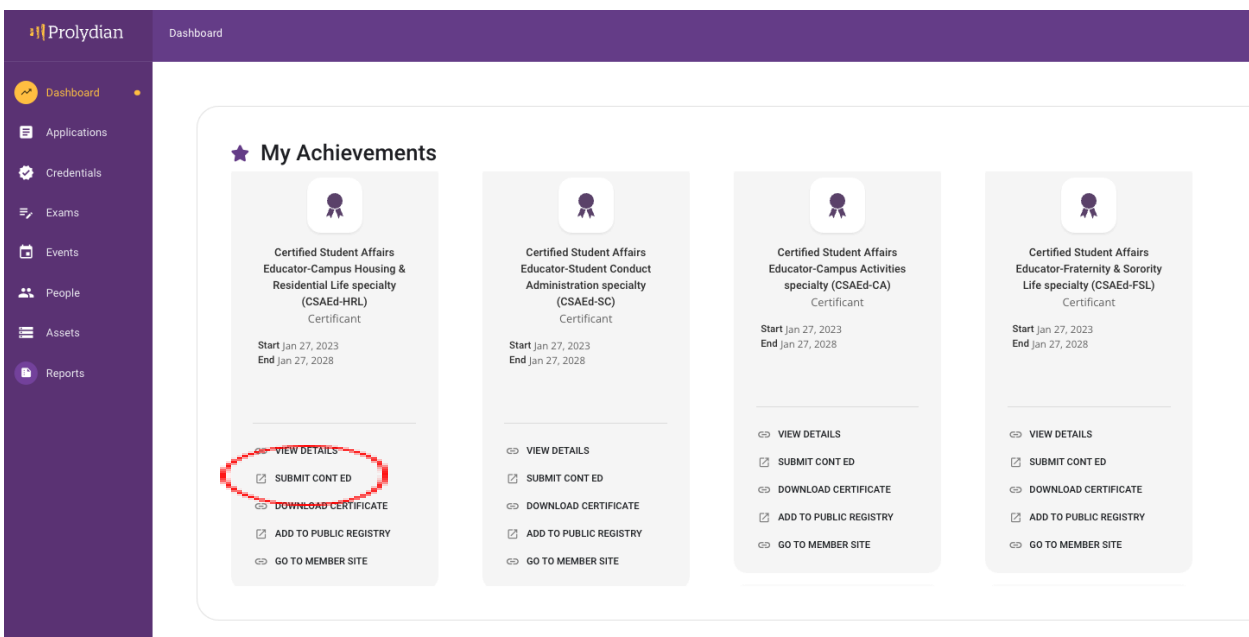 Prolydian
Dashboard
Dashboard
Applications
Credentials
Exams
Events
People
Assets
Reports
My Achievements
Certified Student Affairs
Educator-Campus Housing &
Residential Life specialty
(CSAEd-HRL)
Certificant
Start Jan 27, 2023
End Jan 27, 2028
VIEW DETAILS
SUBMIT CONT ED
DOWNLOAD CERTIFICATE
ADD TO PUBLIC REGISTRY
GO TO MEMBER SITE
Certified Student Affairs
Educator-Student Conduct
Administration specialty
(CSAEd-SC)
Certificant
Start Jan 27, 2023
End Jan 27, 2028
VIEW DETAILS
SUBMIT CONT ED
DOWNLOAD CERTIFICATE
ADD TO PUBLIC REGISTRY
GO TO MEMBER SITE
Certified Student Affairs
Educator-Campus Activities
specialty (CSAEd-CA)
Certificant
Start Jan 27, 2023
End Jan 27, 2028
VIEW DETAILS
SUBMIT CONT ED
DOWNLOAD CERTIFICATE
ADD TO PUBLIC REGISTRY
GO TO MEMBER SITE
Certified Student Affairs
Educator-Fraternity & Sorority
Life specialty (CSAEd-FSL)
Certificant
Start Jan 27, 2023
End Jan 27, 2028
VIEW DETAILS
SUBMIT CONT ED
DOWNLOAD CERTIFICATE
ADD TO PUBLIC REGISTRY
GO TO MEMBER SITE